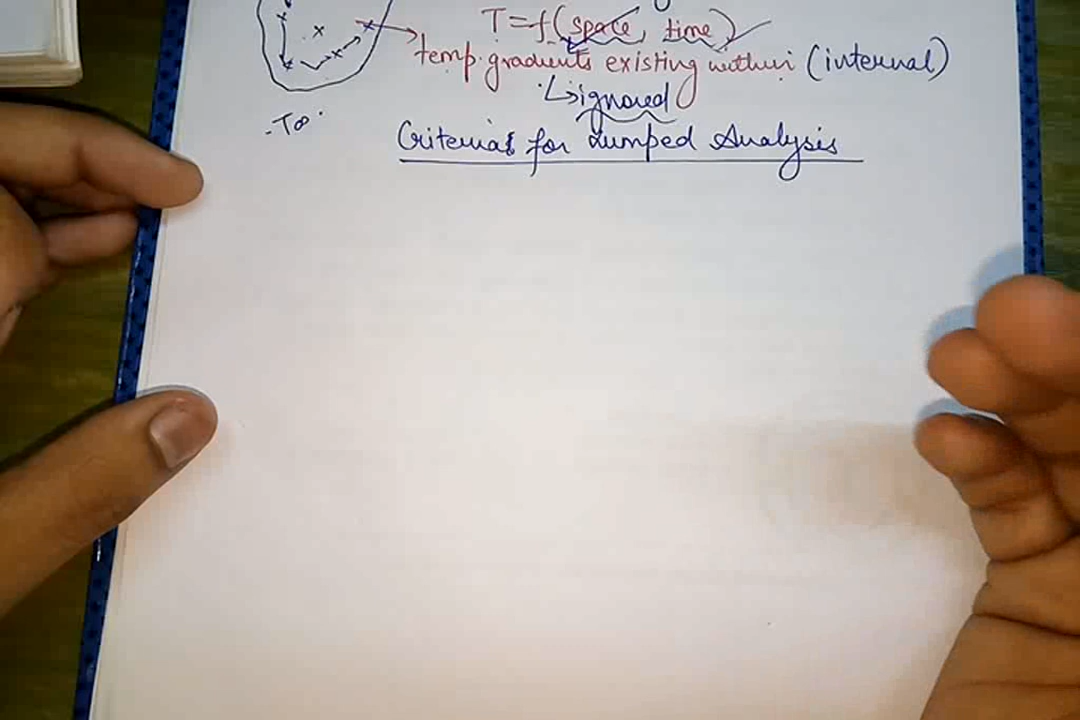 T=f(space, time)
temp. gradients existing within (internal)
↳ignored
T∞
Criterias for Lumped Analysis